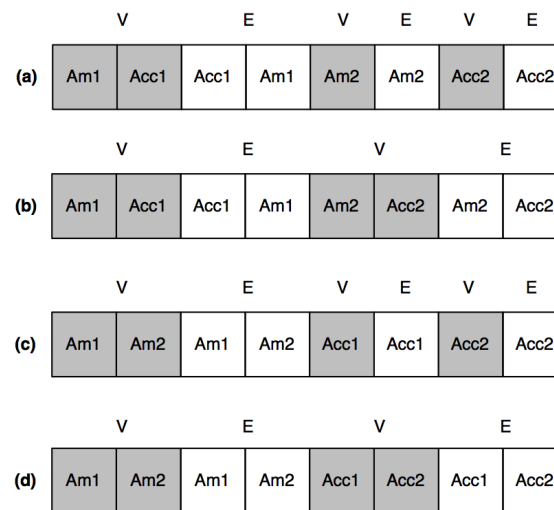 V E V E V E
(a) Am1 Acc1 Acc1 Am1 Am2 Am2 Acc2 Acc2
V E V E
(b) Am1 Acc1 Acc1 Am1 Am2 Acc2 Am2 Acc2
V E V E V E
(c) Am1 Am2 Am1 Am2 Acc1 Acc1 Acc2 Acc2
V E V E
(d) Am1 Am2 Am1 Am2 Acc1 Acc2 Acc1 Acc2